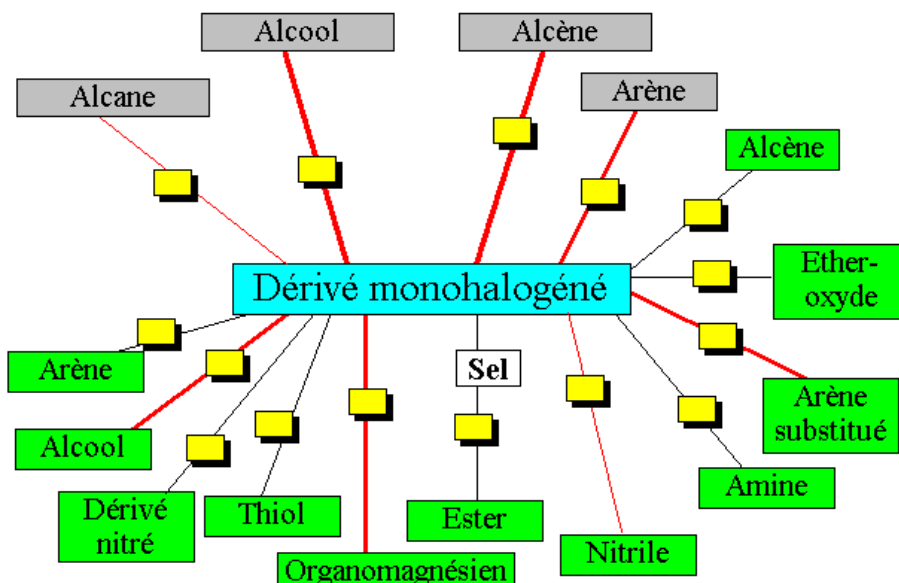 Alcool
Alcène
Alcane
Arène
Alcène
Dérivé monohalogéné
Ether-
oxyde
Arène
Sel
Arène
substitué
Alcool
Amine
Dérivé
nitré
Thiol
Ester
Nitrile
Organomagnésien